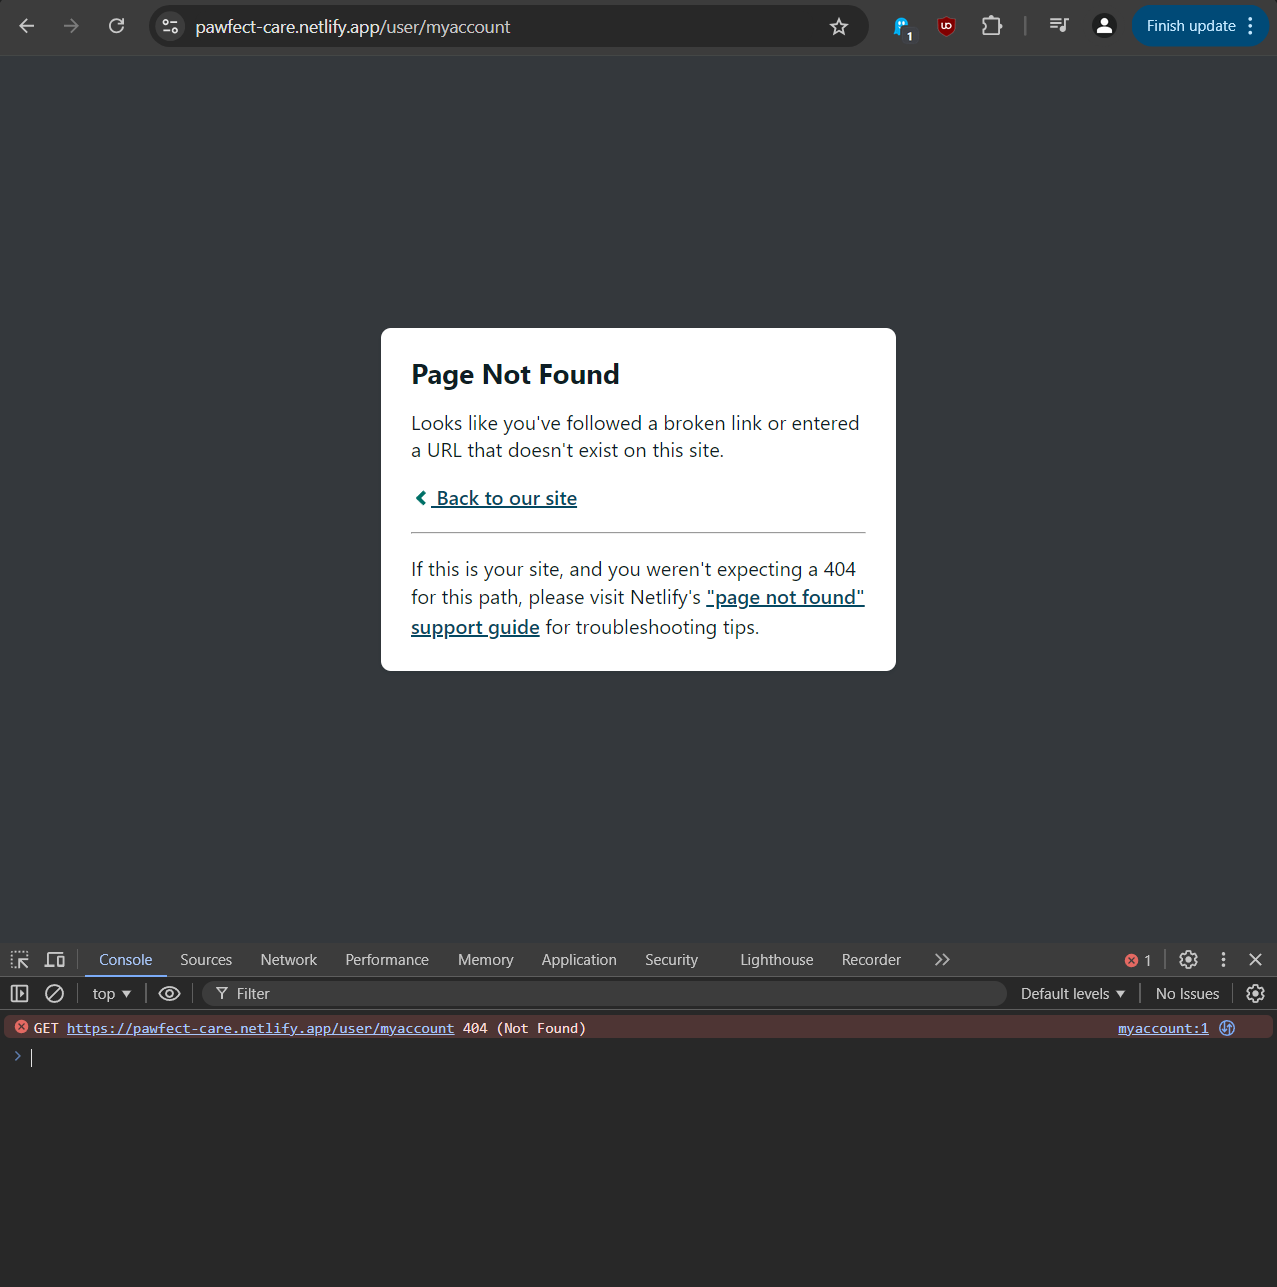 pawfect-care.netlify.app/user/myaccount
1
Finish update
Page Not Found
Looks like you've followed a broken link or entered
a URL that doesn't exist on this site.
Back to our site
If this is your site, and you weren't expecting a 404
for this path, please visit Netlify's "page not found"
support guide for troubleshooting tips.
Console Sources Network Performance Memory Application Security Lighthouse Recorder 1
top Filter Default levels No Issues
GET https://pawfect-care.netlify.app/user/myaccount 404 (Not Found) myaccount:1